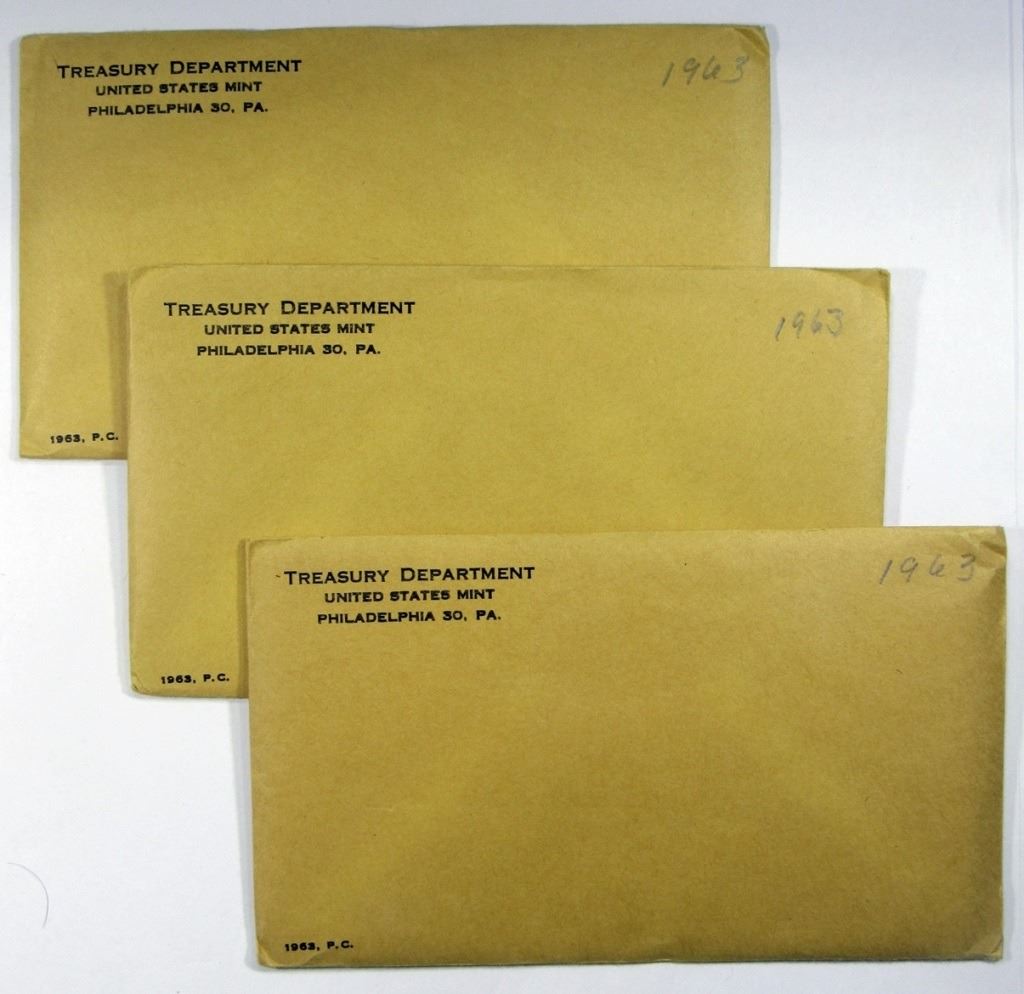 TREASURY DEPARTMENT
UNITED STATES MINT
PHILADELPHIA 30, PA.
1963
1963, P.C.
TREASURY DEPARTMENT
UNITED STATES MINT
PHILADELPHIA 30, PA.
1963
1963, P.C.
TREASURY DEPARTMENT
UNITED STATES MINT
PHILADELPHIA 30, PA.
1963
1963, P.C.